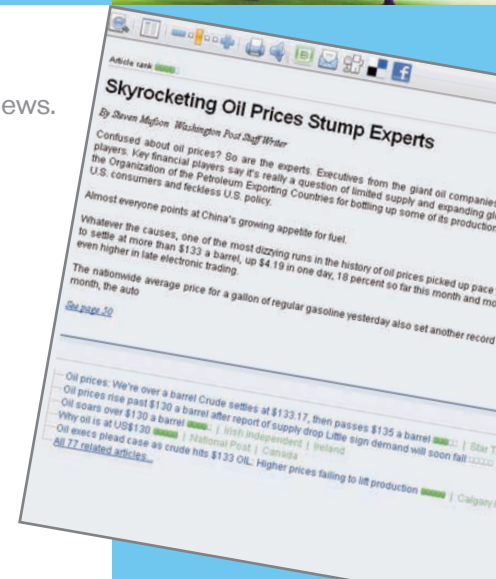 ews.
Article rank
Skyrocketing Oil Prices Stump Experts
By Steven Mufson Washington Post Staff Writer
Confused about oil prices? So are the experts. Executives from the giant oil companies
players. Key financial players say it's really a question of limited supply and expanding
the Organization of the Petroleum Exporting Countries for bottling up some of its production
U.S. consumers and feckless U.S. policy.
Almost everyone points at China's growing appetite for fuel.
Whatever the causes, one of the most dizzying runs in the history of oil prices picked up pace
to settle at more than $133 a barrel, up $4.19 in one day, 18 percent so far this month and
even higher in late electronic trading.
The nationwide average price for a gallon of regular gasoline yesterday also set another record
month, the auto
See page 50
Oil prices: We're over a barrel Crude settles at $133.17, then passes $135 a barrel | Star
Oil prices rise past $130 a barrel after report of supply drop Little sign demand will soon fall
Oil soars over $130 a barrel | Irish Independent | Ireland
Why oil is at US$130 | National Post | Canada
Oil execs plead case as crude hits $133 OIL: Higher prices failing to lift production | Calgary
All 77 related articles...